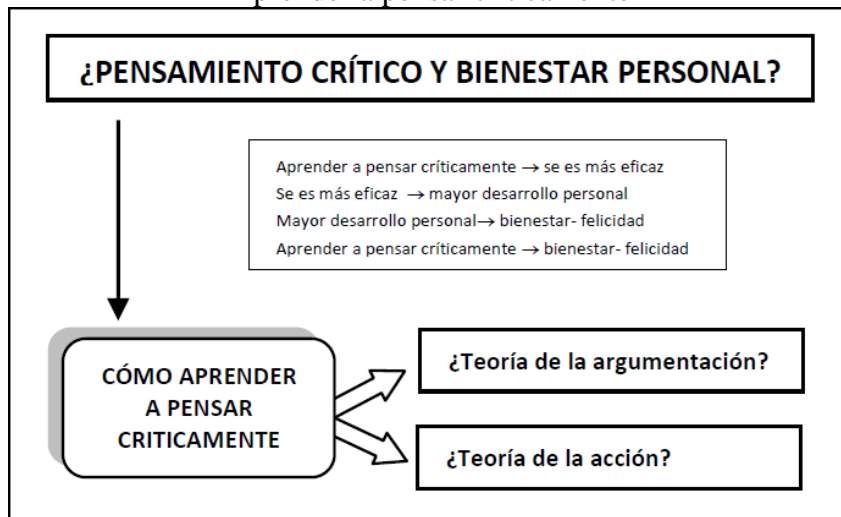 ¿PENSAMIENTO CRÍTICO Y BIENESTAR PERSONAL?
Aprender a pensar críticamente → se es más eficaz
Se es más eficaz → mayor desarrollo personal
Mayor desarrollo personal→ bienestar- felicidad
Aprender a pensar críticamente → bienestar- felicidad
CÓMO APRENDER
A PENSAR
CRITICAMENTE
¿Teoría de la argumentación?
¿Teoría de la acción?